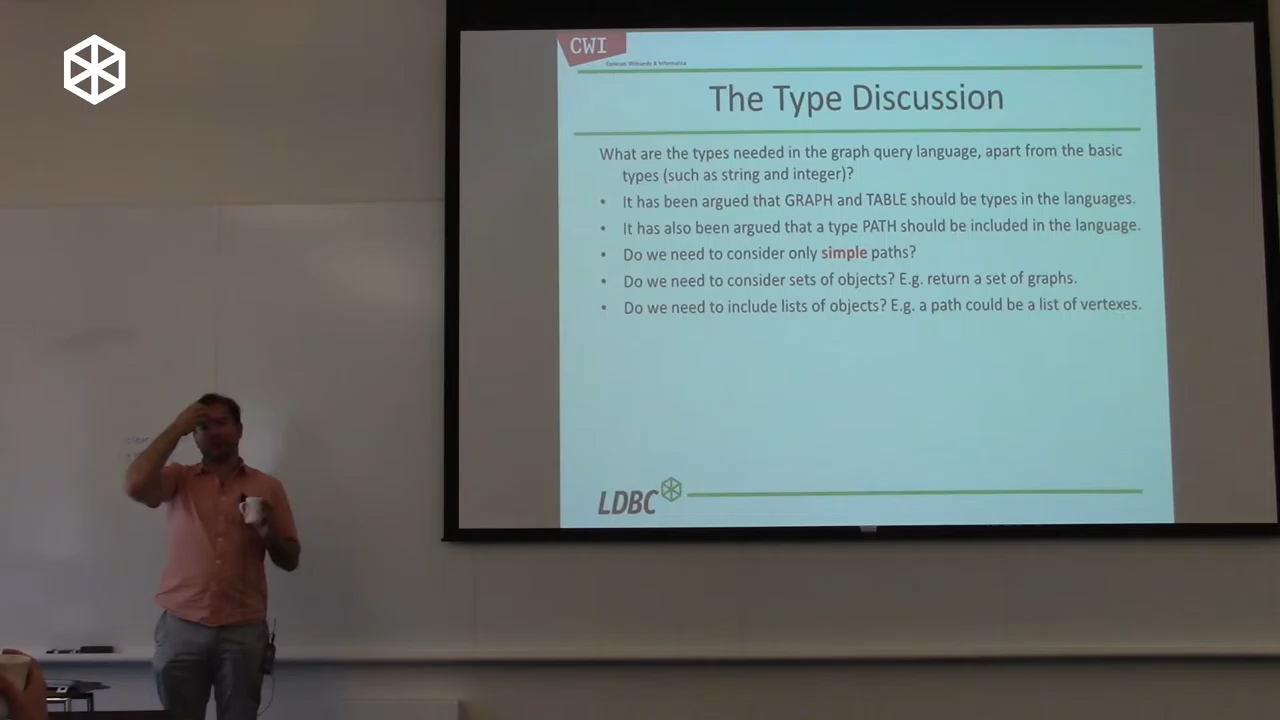 CWI
Centrum Wiskunde & Informatica
The Type Discussion
What are the types needed in the graph query language, apart from the basic
types (such as string and integer)?
• It has been argued that GRAPH and TABLE should be types in the languages.
• It has also been argued that a type PATH should be included in the language.
• Do we need to consider only simple paths?
• Do we need to consider sets of objects? E.g. return a set of graphs.
• Do we need to include lists of objects? E.g. a path could be a list of vertexes.
LDBC